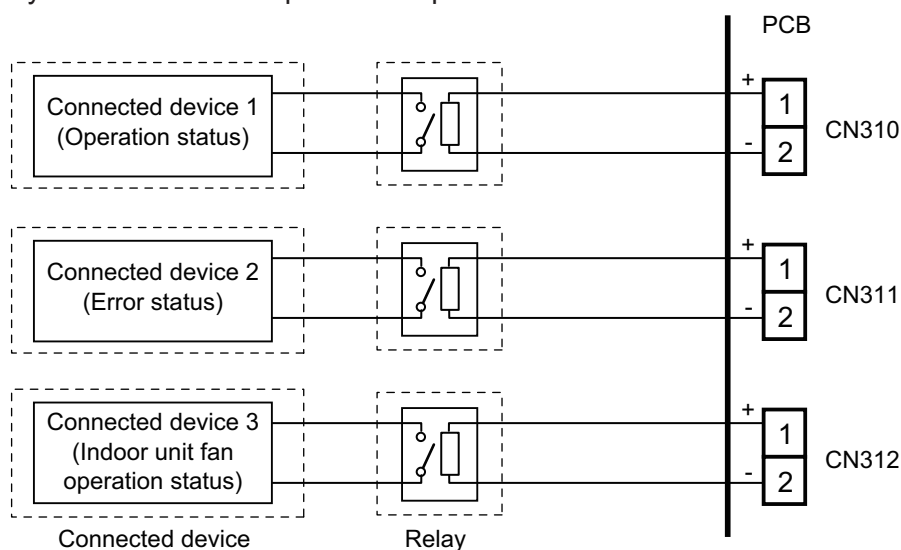 PCB
Connected device 1
(Operation status)
+
1
-
2
CN310
Connected device 2
(Error status)
+
1
-
2
CN311
Connected device 3
(Indoor unit fan
operation status)
+
1
-
2
CN312
Connected device
Relay